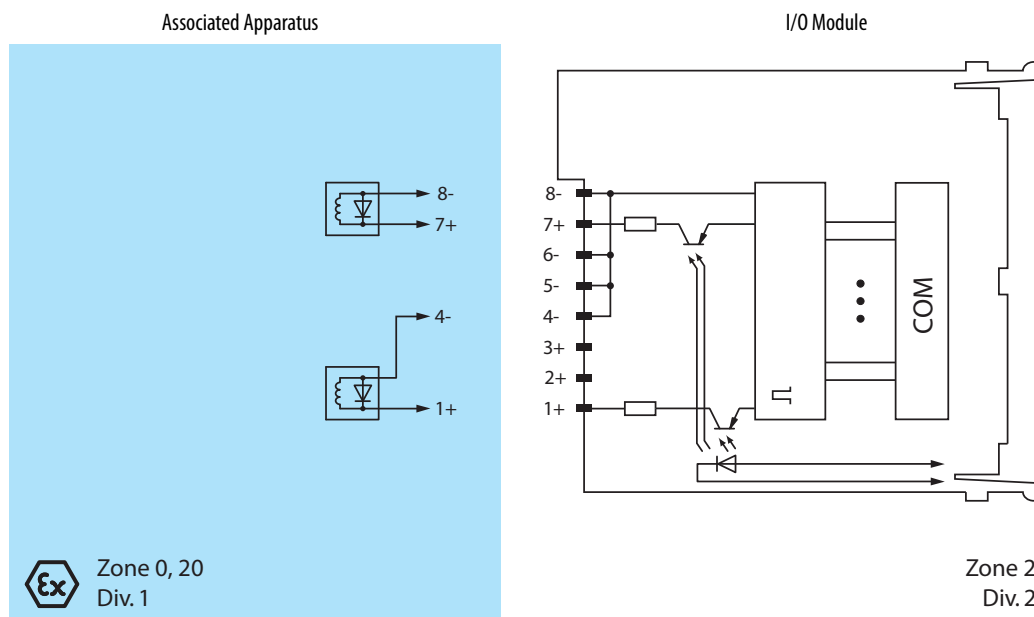 Associated Apparatus
I/O Module
8-
7+
4-
1+
8-
7+
6-
5-
4-
3+
2+
1+
COM
Ex
Zone 0, 20
Div. 1
Zone 2
Div. 2